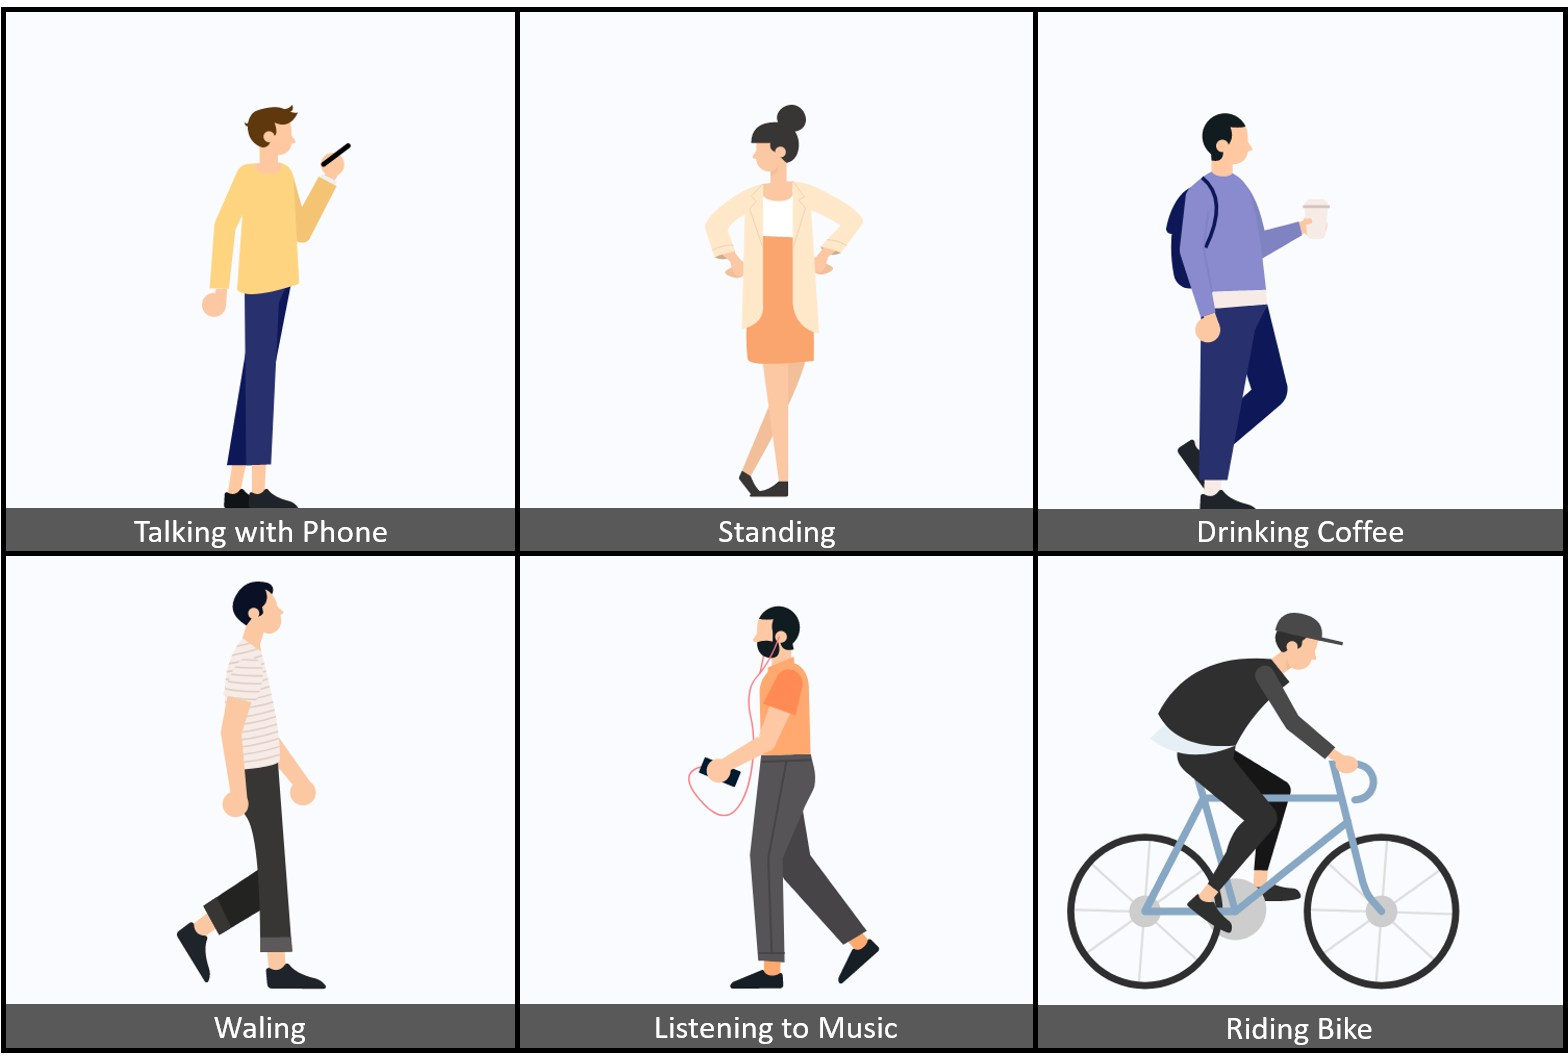 Talking with Phone
Standing
Drinking Coffee
Waling
Listening to Music
Riding Bike